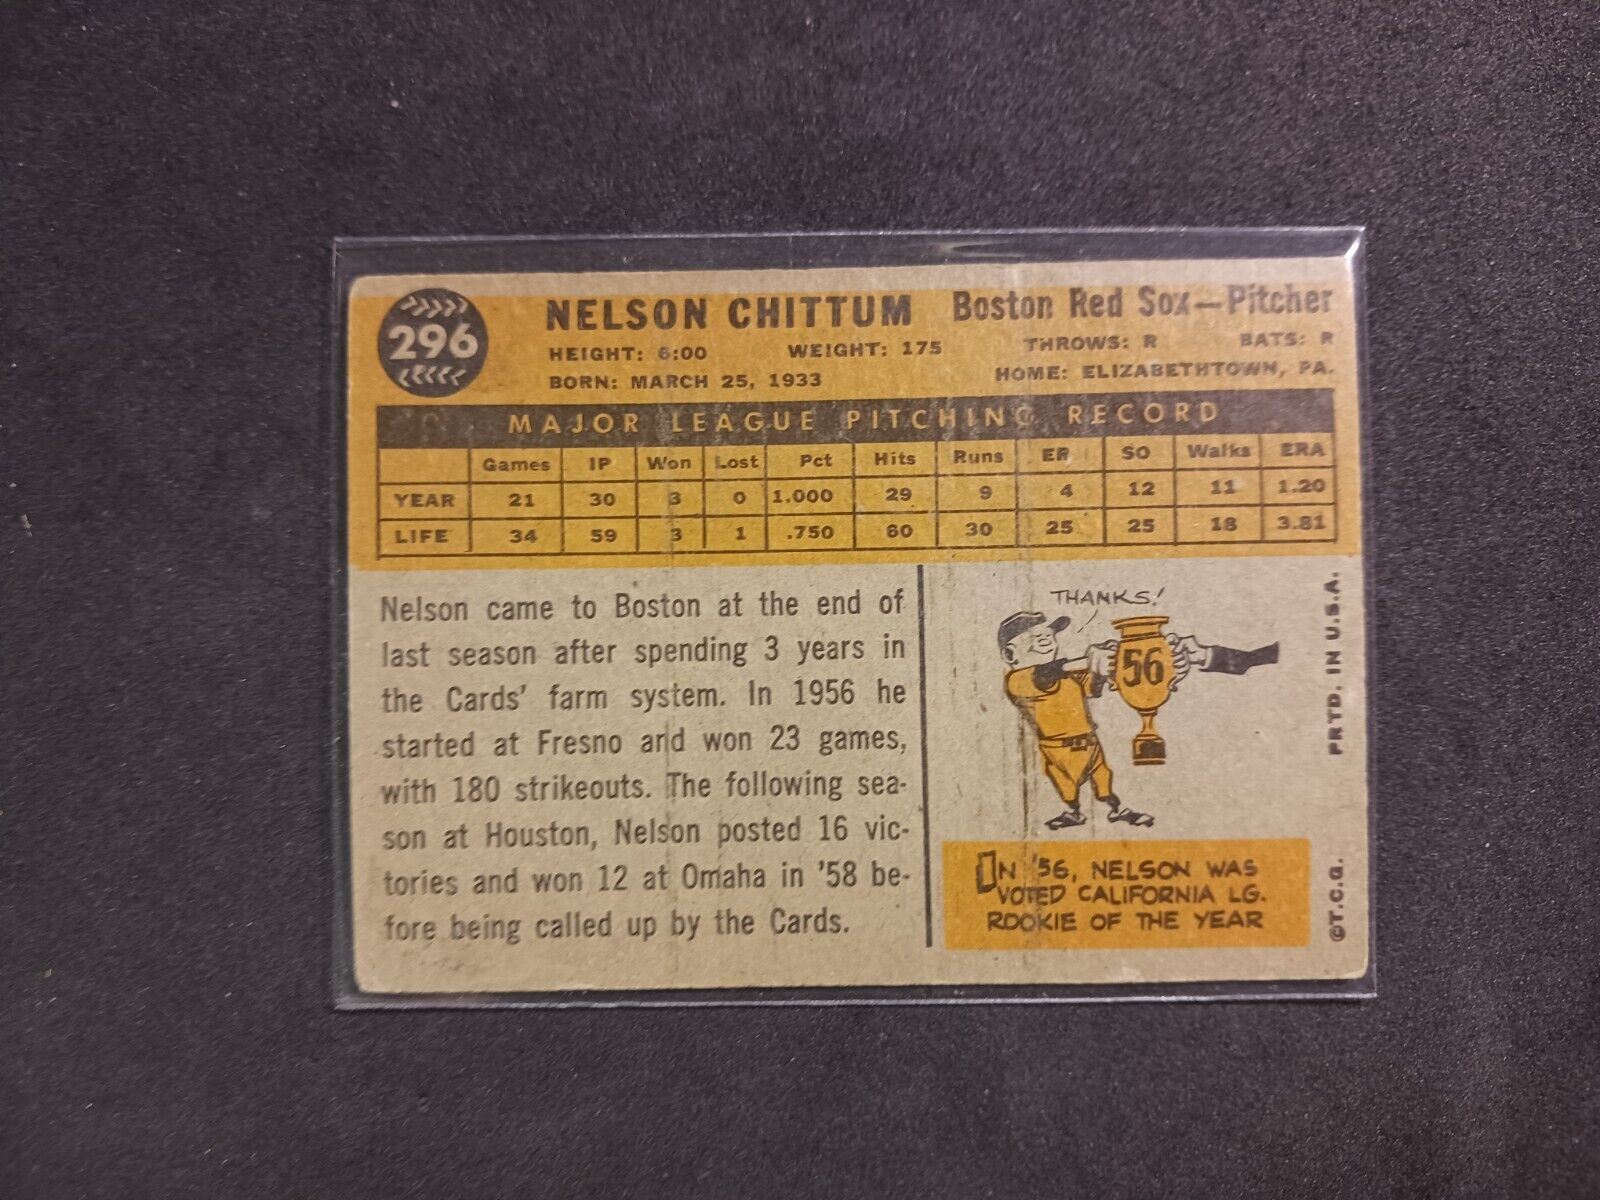 296
NELSON CHITTUM Boston Red Sox—Pitcher
HEIGHT: 6:00 WEIGHT: 175 THROWS: R BATS: R
BORN: MARCH 25, 1933 HOME: ELIZABETHTOWN, PA.
MAJOR LEAGUE PITCHING RECORD
Games IP Won Lost Pct Hits Runs ER SO Walks ERA
YEAR 21 30 3 0 1.000 29 9 4 12 11 1.20
LIFE 34 59 3 1 .750 60 30 25 25 18 3.81
Nelson came to Boston at the end of
last season after spending 3 years in
the Cards' farm system. In 1956 he
started at Fresno and won 23 games,
with 180 strikeouts. The following sea-
son at Houston, Nelson posted 16 vic-
tories and won 12 at Omaha in '58 be-
fore being called up by the Cards.
THANKS!
56
IN '56, NELSON WAS
VOTED CALIFORNIA LG.
ROOKIE OF THE YEAR
©T.C.G. PRTD. IN U.S.A.